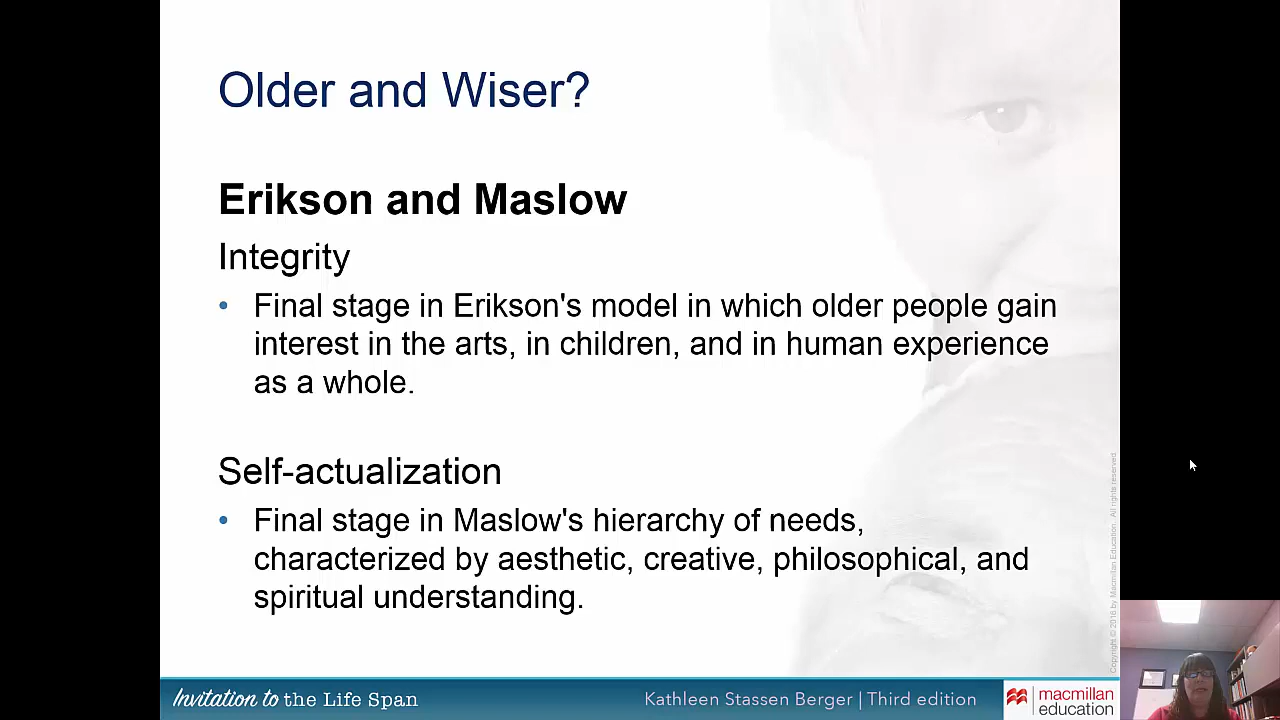 Older and Wiser?
Erikson and Maslow
Integrity
• Final stage in Erikson's model in which older people gain
interest in the arts, in children, and in human experience
as a whole.
Self-actualization
• Final stage in Maslow's hierarchy of needs,
characterized by aesthetic, creative, philosophical, and
spiritual understanding.
Copyright © 2016 by Macmillan Education. All rights reserved.
Invitation to the Life Span
Kathleen Stassen Berger | Third edition
macmillan
education